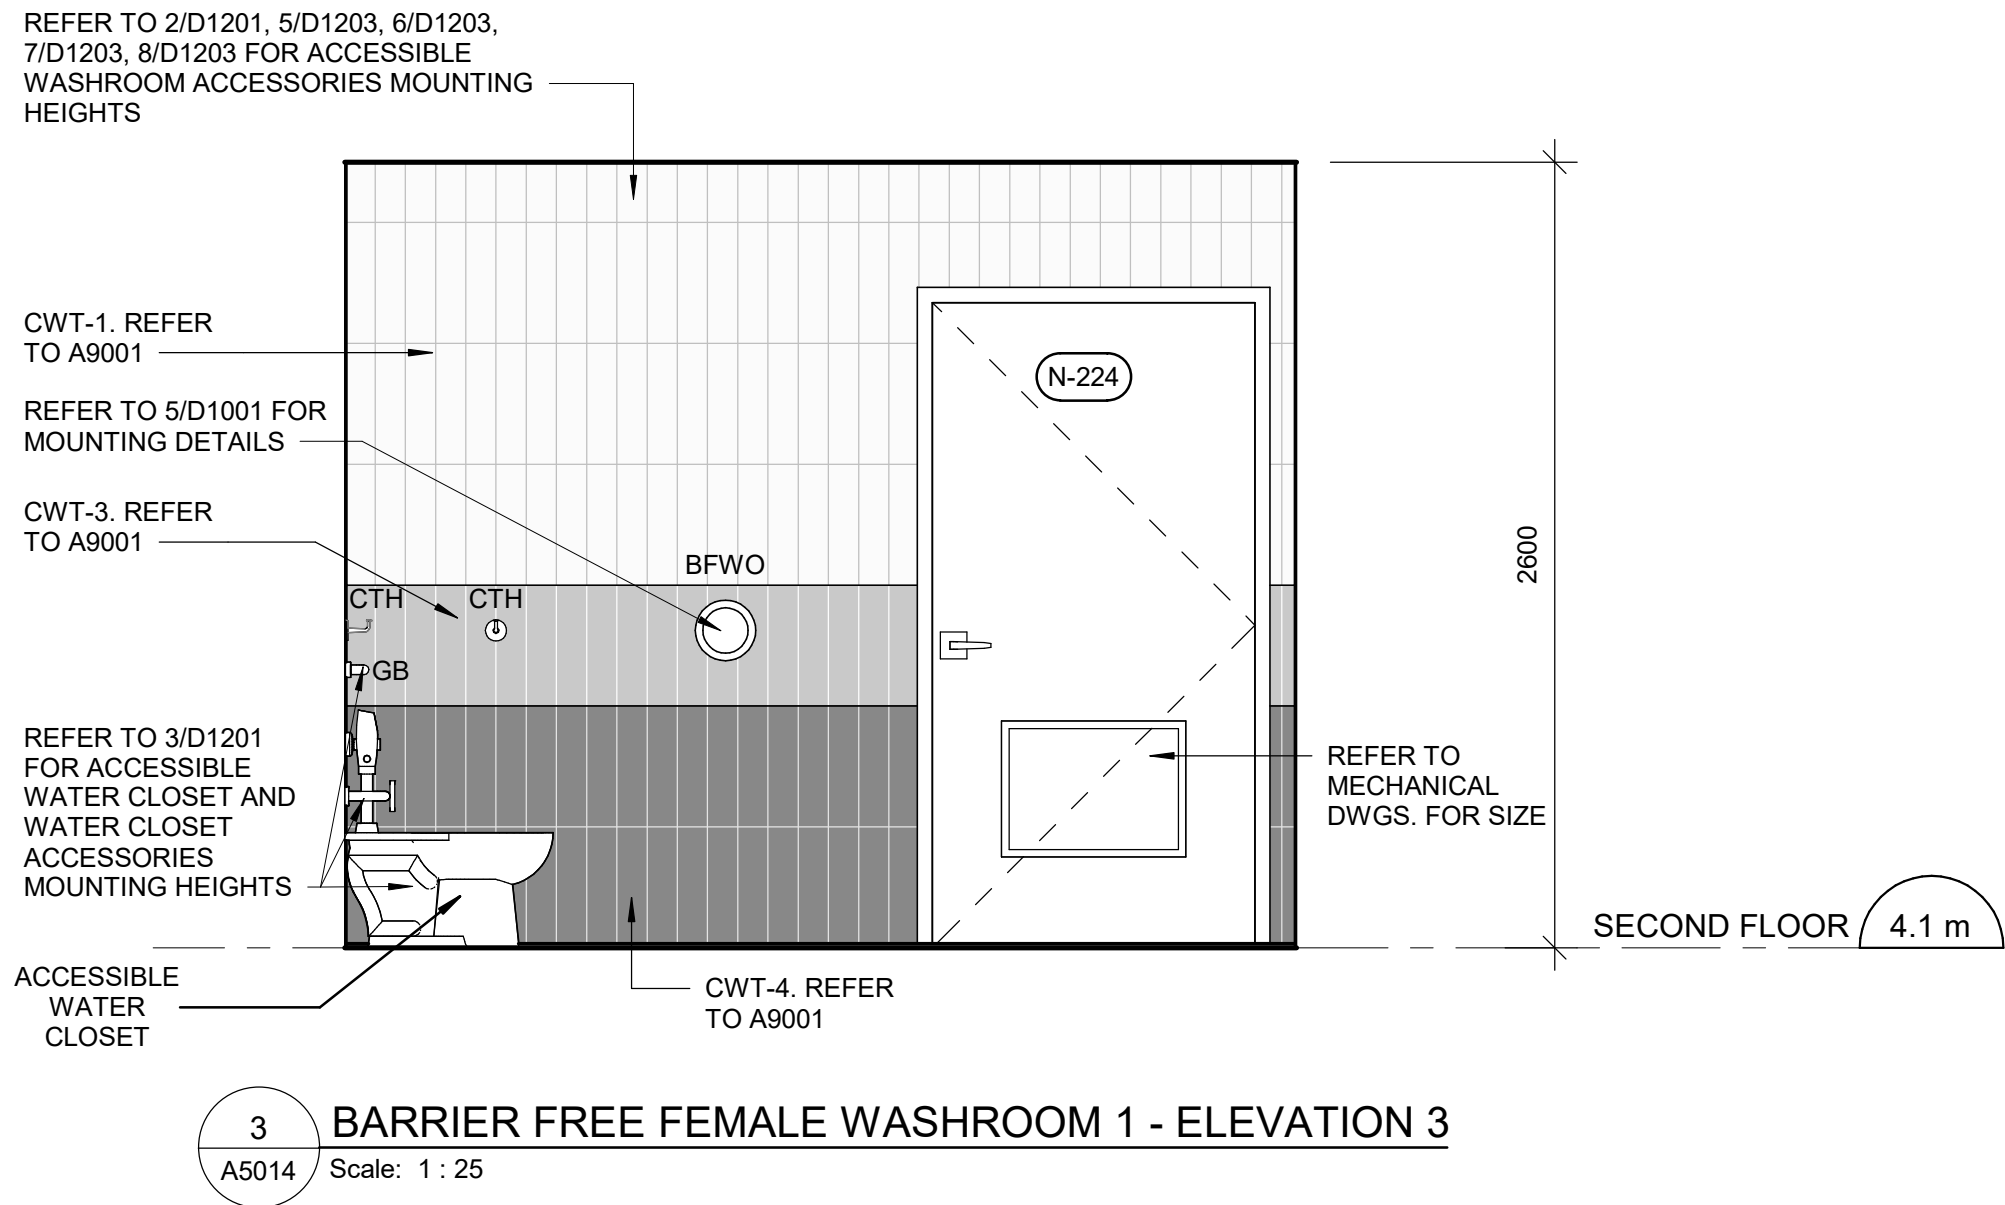 REFER TO 2/D1201, 5/D1203, 6/D1203,
7/D1203, 8/D1203 FOR ACCESSIBLE
WASHROOM ACCESSORIES MOUNTING
HEIGHTS
CWT-1. REFER
TO A9001
N-224
REFER TO 5/D1001 FOR
MOUNTING DETAILS
CWT-3. REFER
TO A9001
2600
BFWO
CTH
CTH
GB
REFER TO 3/D1201
FOR ACCESSIBLE
WATER CLOSET AND
WATER CLOSET
ACCESSORIES
MOUNTING HEIGHTS
REFER TO
MECHANICAL
DWGS. FOR SIZE
SECOND FLOOR
4.1 m
ACCESSIBLE
WATER
CLOSET
CWT-4. REFER
TO A9001
3
A5014
BARRIER FREE FEMALE WASHROOM 1 - ELEVATION 3
Scale: 1 : 25